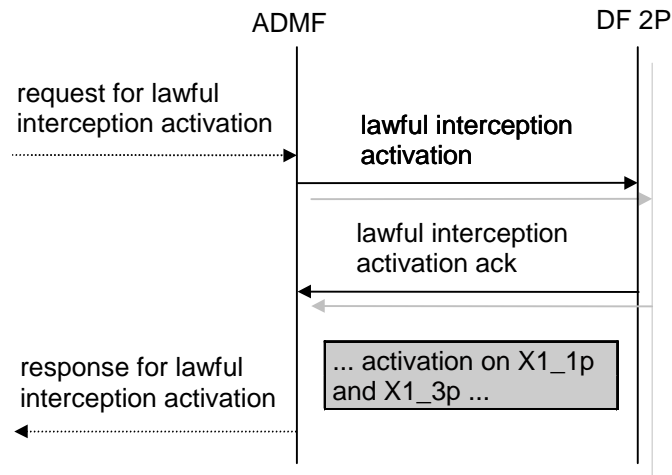 ADMF
DF 2P
request for lawful
interception activation
lawful interception
activation
lawful interception
activation ack
... activation on X1_1p
and X1_3p ...
response for lawful
interception activation